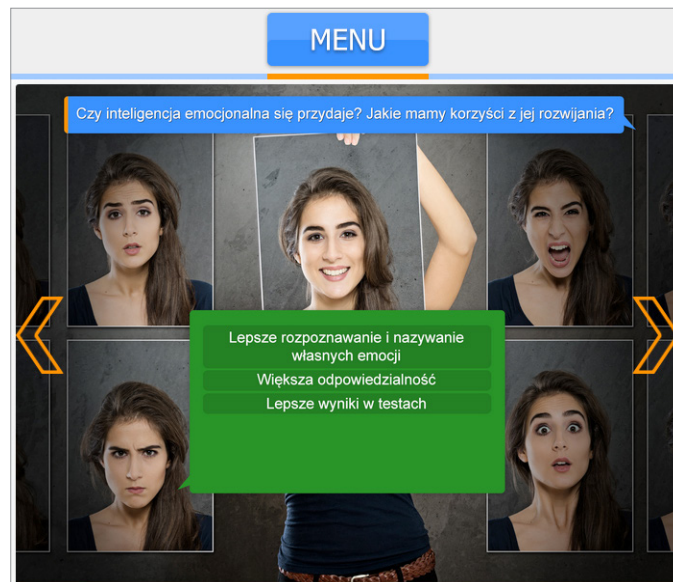 MENU
Czy inteligencja emocjonalna się przydaje? Jakie mamy korzyści z jej rozwijania?
Lepsze rozpoznawanie i nazywanie
własnych emocji
Większa odpowiedzialność
Lepsze wyniki w testach